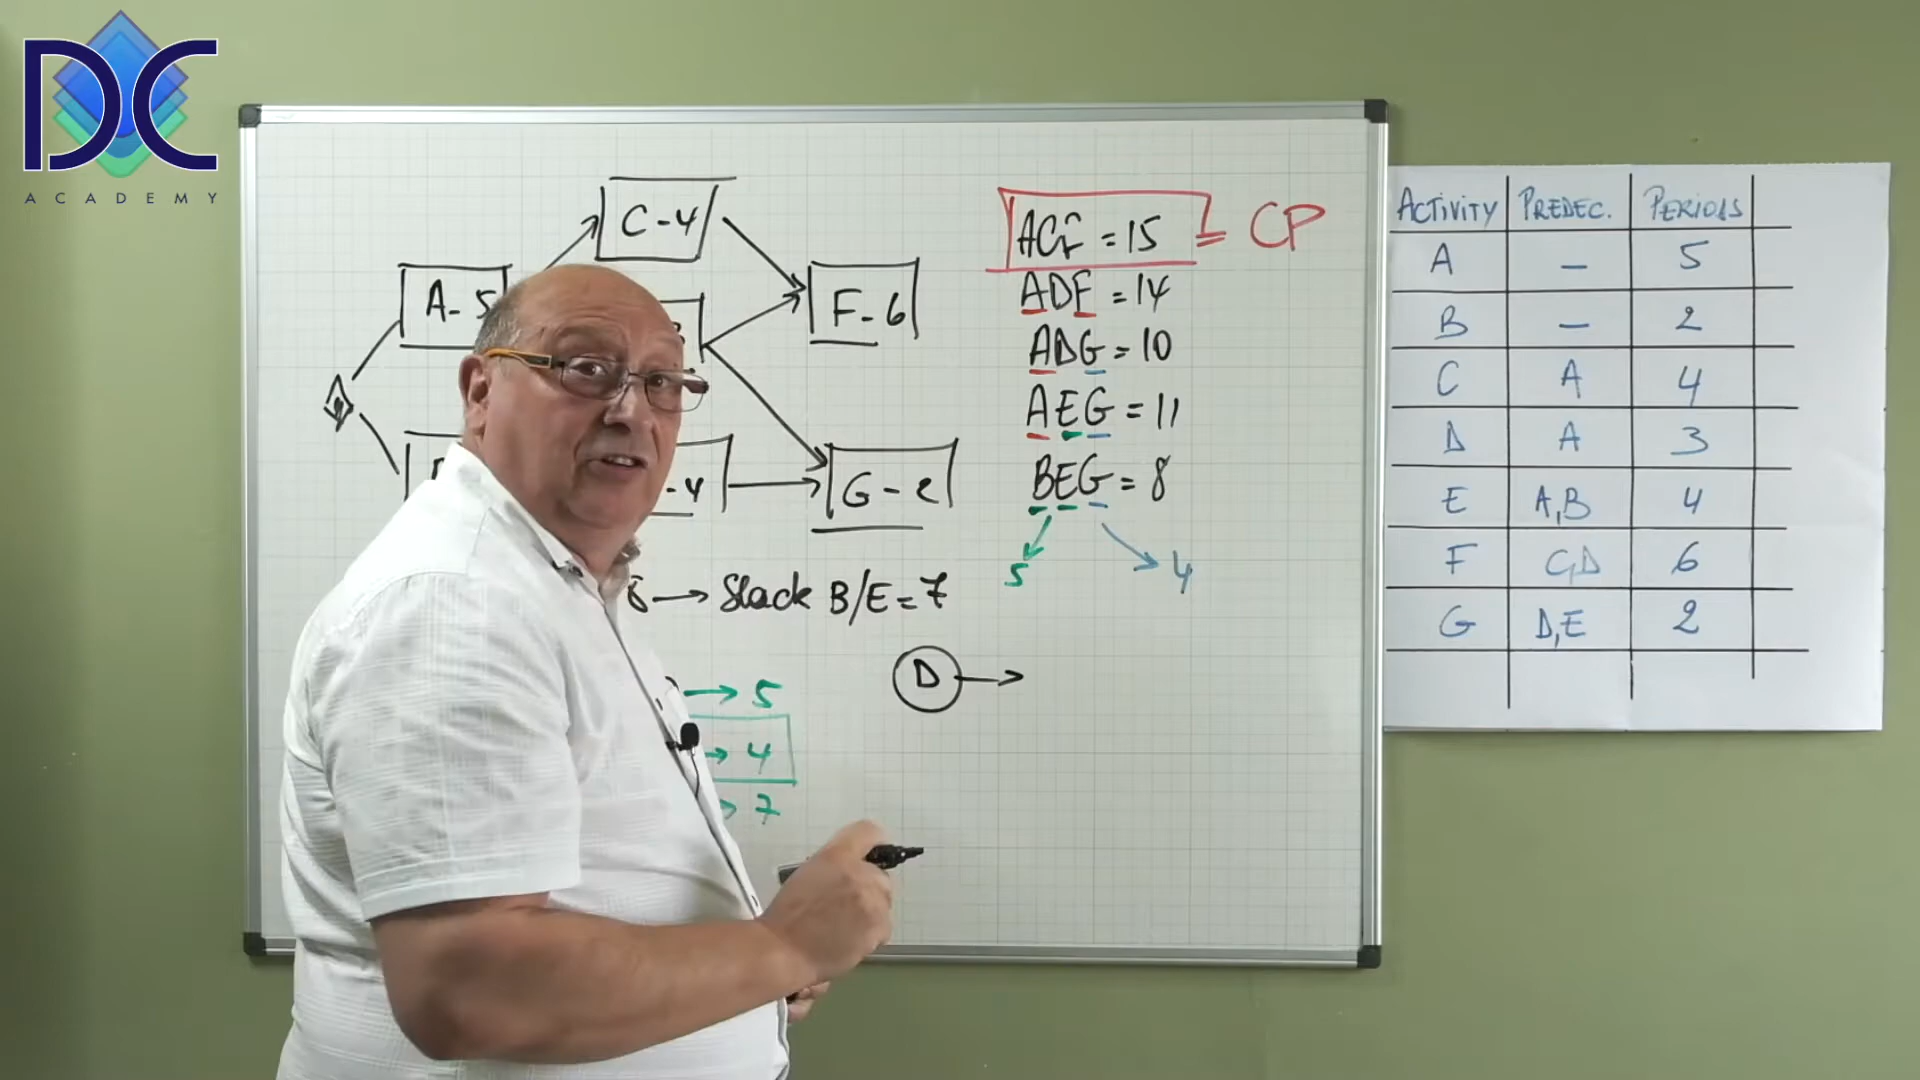 DC
ACADEMY
C-4
A-5
F-6
-4
G-2
ACF = 15 = CP
ADF = 14
ADG = 10
AEG = 11
BEG = 8
5 4
→ Slack B/E = 7
D →
→ 5
→ 4
→ 7
ACTIVITY PREDEC. PERIODS
A – 5
B – 2
C A 4
D A 3
E A,B 4
F C,D 6
G D,E 2